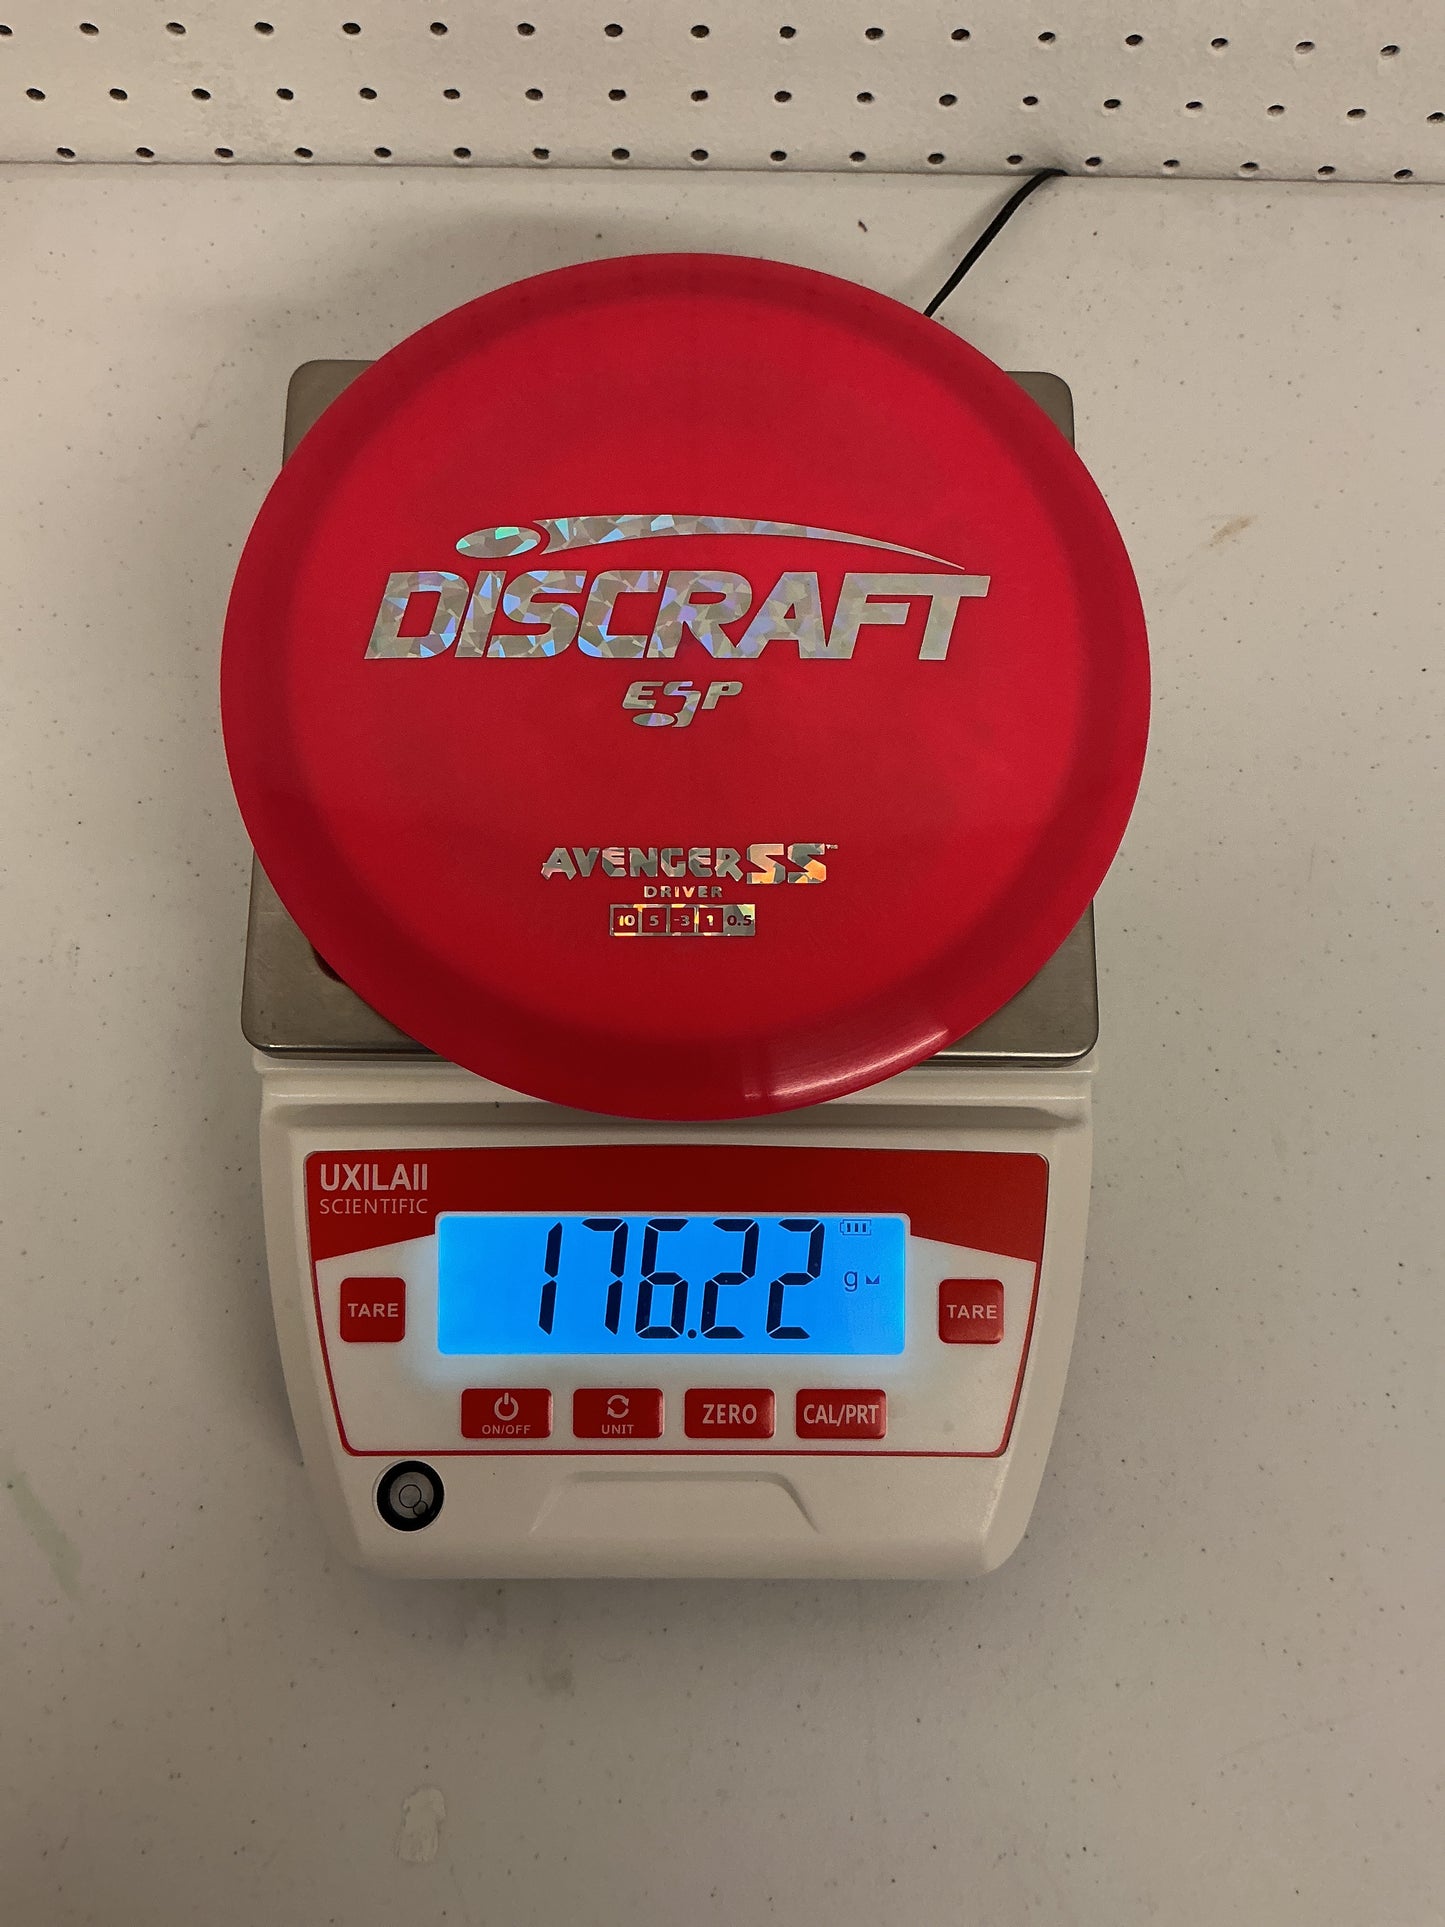 DISCRAFT
ESP
AVENGER SS™
DRIVER
10 5 -3 1 0.5
UXILAII
SCIENTIFIC
176.22 g
TARE
TARE
ON/OFF
UNIT
ZERO
CAL/PRT